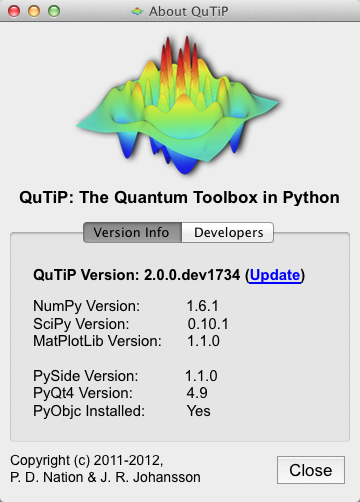 About QuTiP
QuTiP: The Quantum Toolbox in Python
Version Info Developers
QuTiP Version: 2.0.0.dev1734 (Update)
NumPy Version: 1.6.1
SciPy Version: 0.10.1
MatPlotLib Version: 1.1.0
PySide Version: 1.1.0
PyQt4 Version: 4.9
PyObjc Installed: Yes
Copyright (c) 2011-2012,
P. D. Nation & J. R. Johansson
Close